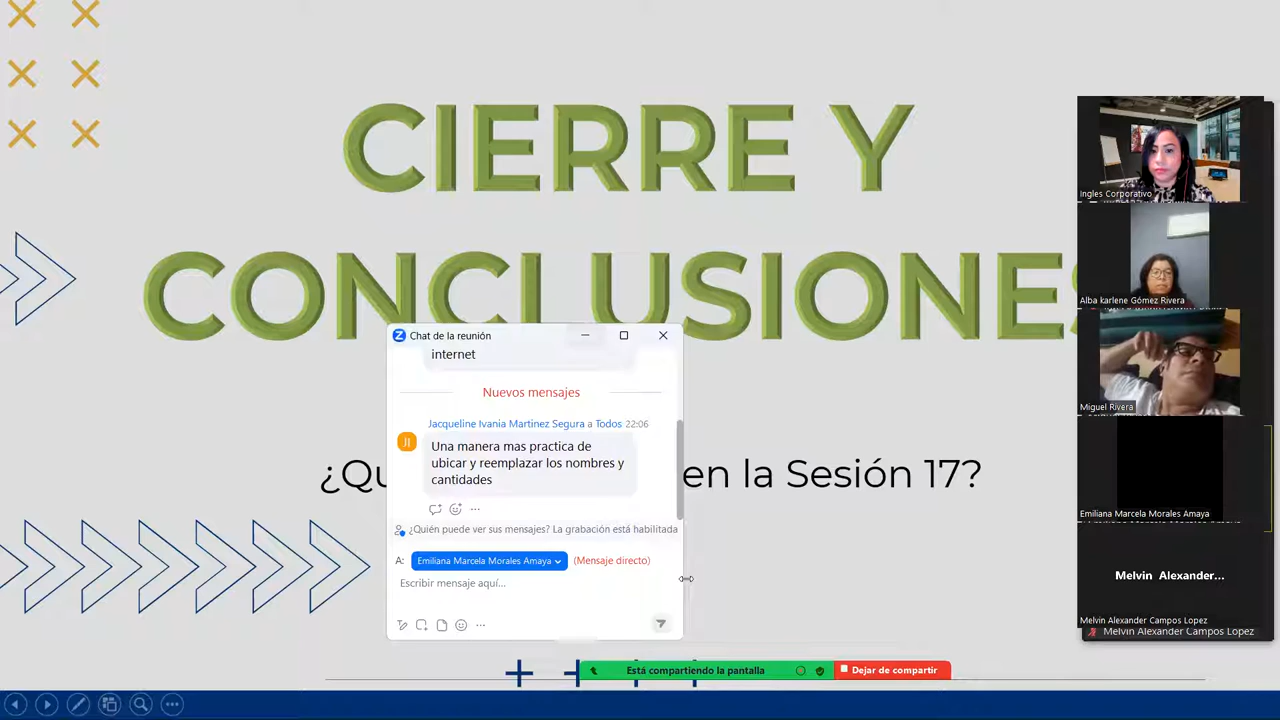 CIERRE Y
CONCLUSIONES
en la Sesión 17?
Chat de la reunión
internet
Nuevos mensajes
Jacqueline Ivania Martinez Segura a Todos 22:06
JI
Una manera mas practica de
ubicar y reemplazar los nombres y
cantidades
¿Quién puede ver sus mensajes? La grabación está habilitada
A: Emiliana Marcela Morales Amaya (Mensaje directo)
Escribir mensaje aquí...
Está compartiendo la pantalla
Dejar de compartir
Ingles Corporativo
Alba karlene Gómez Rivera
Miguel Rivera
Emiliana Marcela Morales Amaya
Melvin Alexander...
Melvin Alexander Campos Lopez
Melvin Alexander Campos Lopez